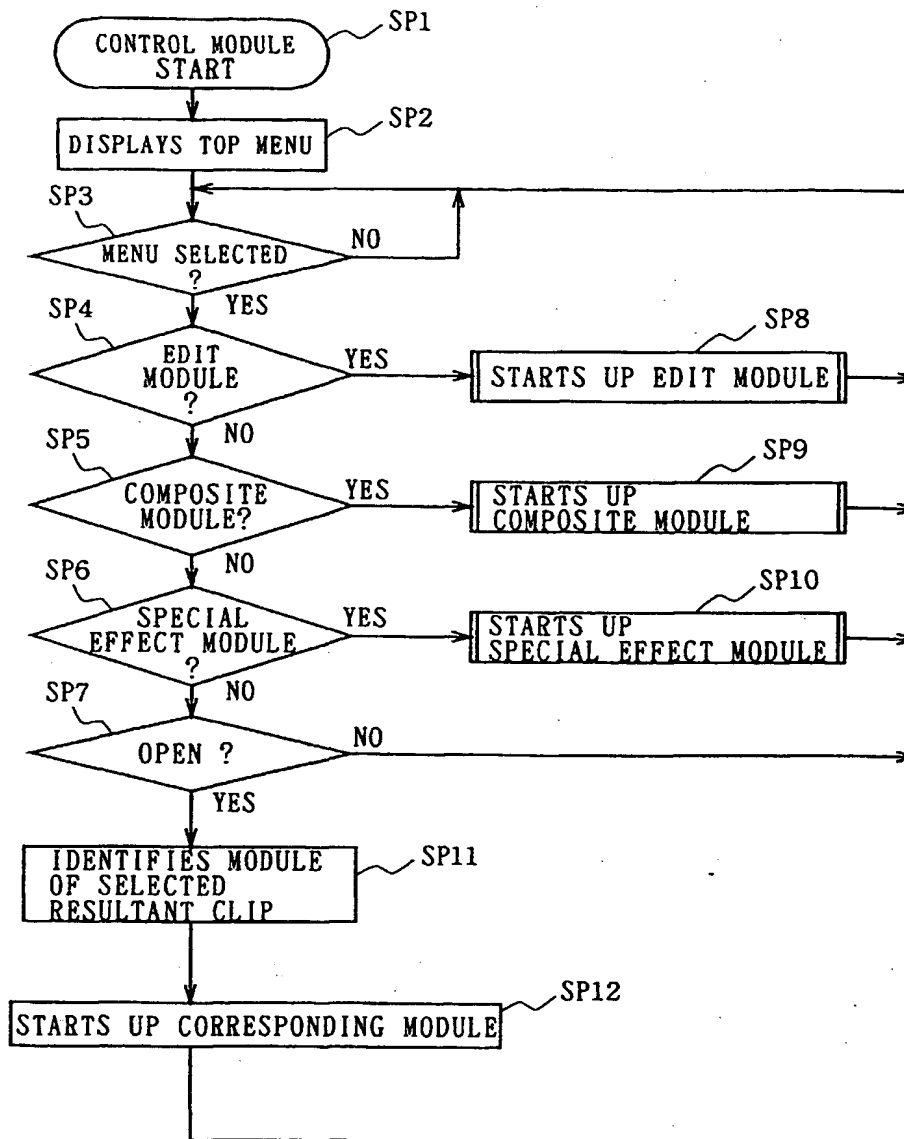 SP1
CONTROL MODULE
START
SP2
DISPLAYS TOP MENU
SP3
MENU SELECTED
?
NO
YES
SP4
EDIT
MODULE
?
YES
NO
SP8
STARTS UP EDIT MODULE
SP5
COMPOSITE
MODULE?
YES
NO
SP9
STARTS UP
COMPOSITE MODULE
SP6
SPECIAL
EFFECT MODULE
?
YES
NO
SP10
STARTS UP
SPECIAL EFFECT MODULE
SP7
OPEN ?
NO
YES
IDENTIFIES MODULE
OF SELECTED
RESULTANT CLIP
SP11
SP12
STARTS UP CORRESPONDING MODULE